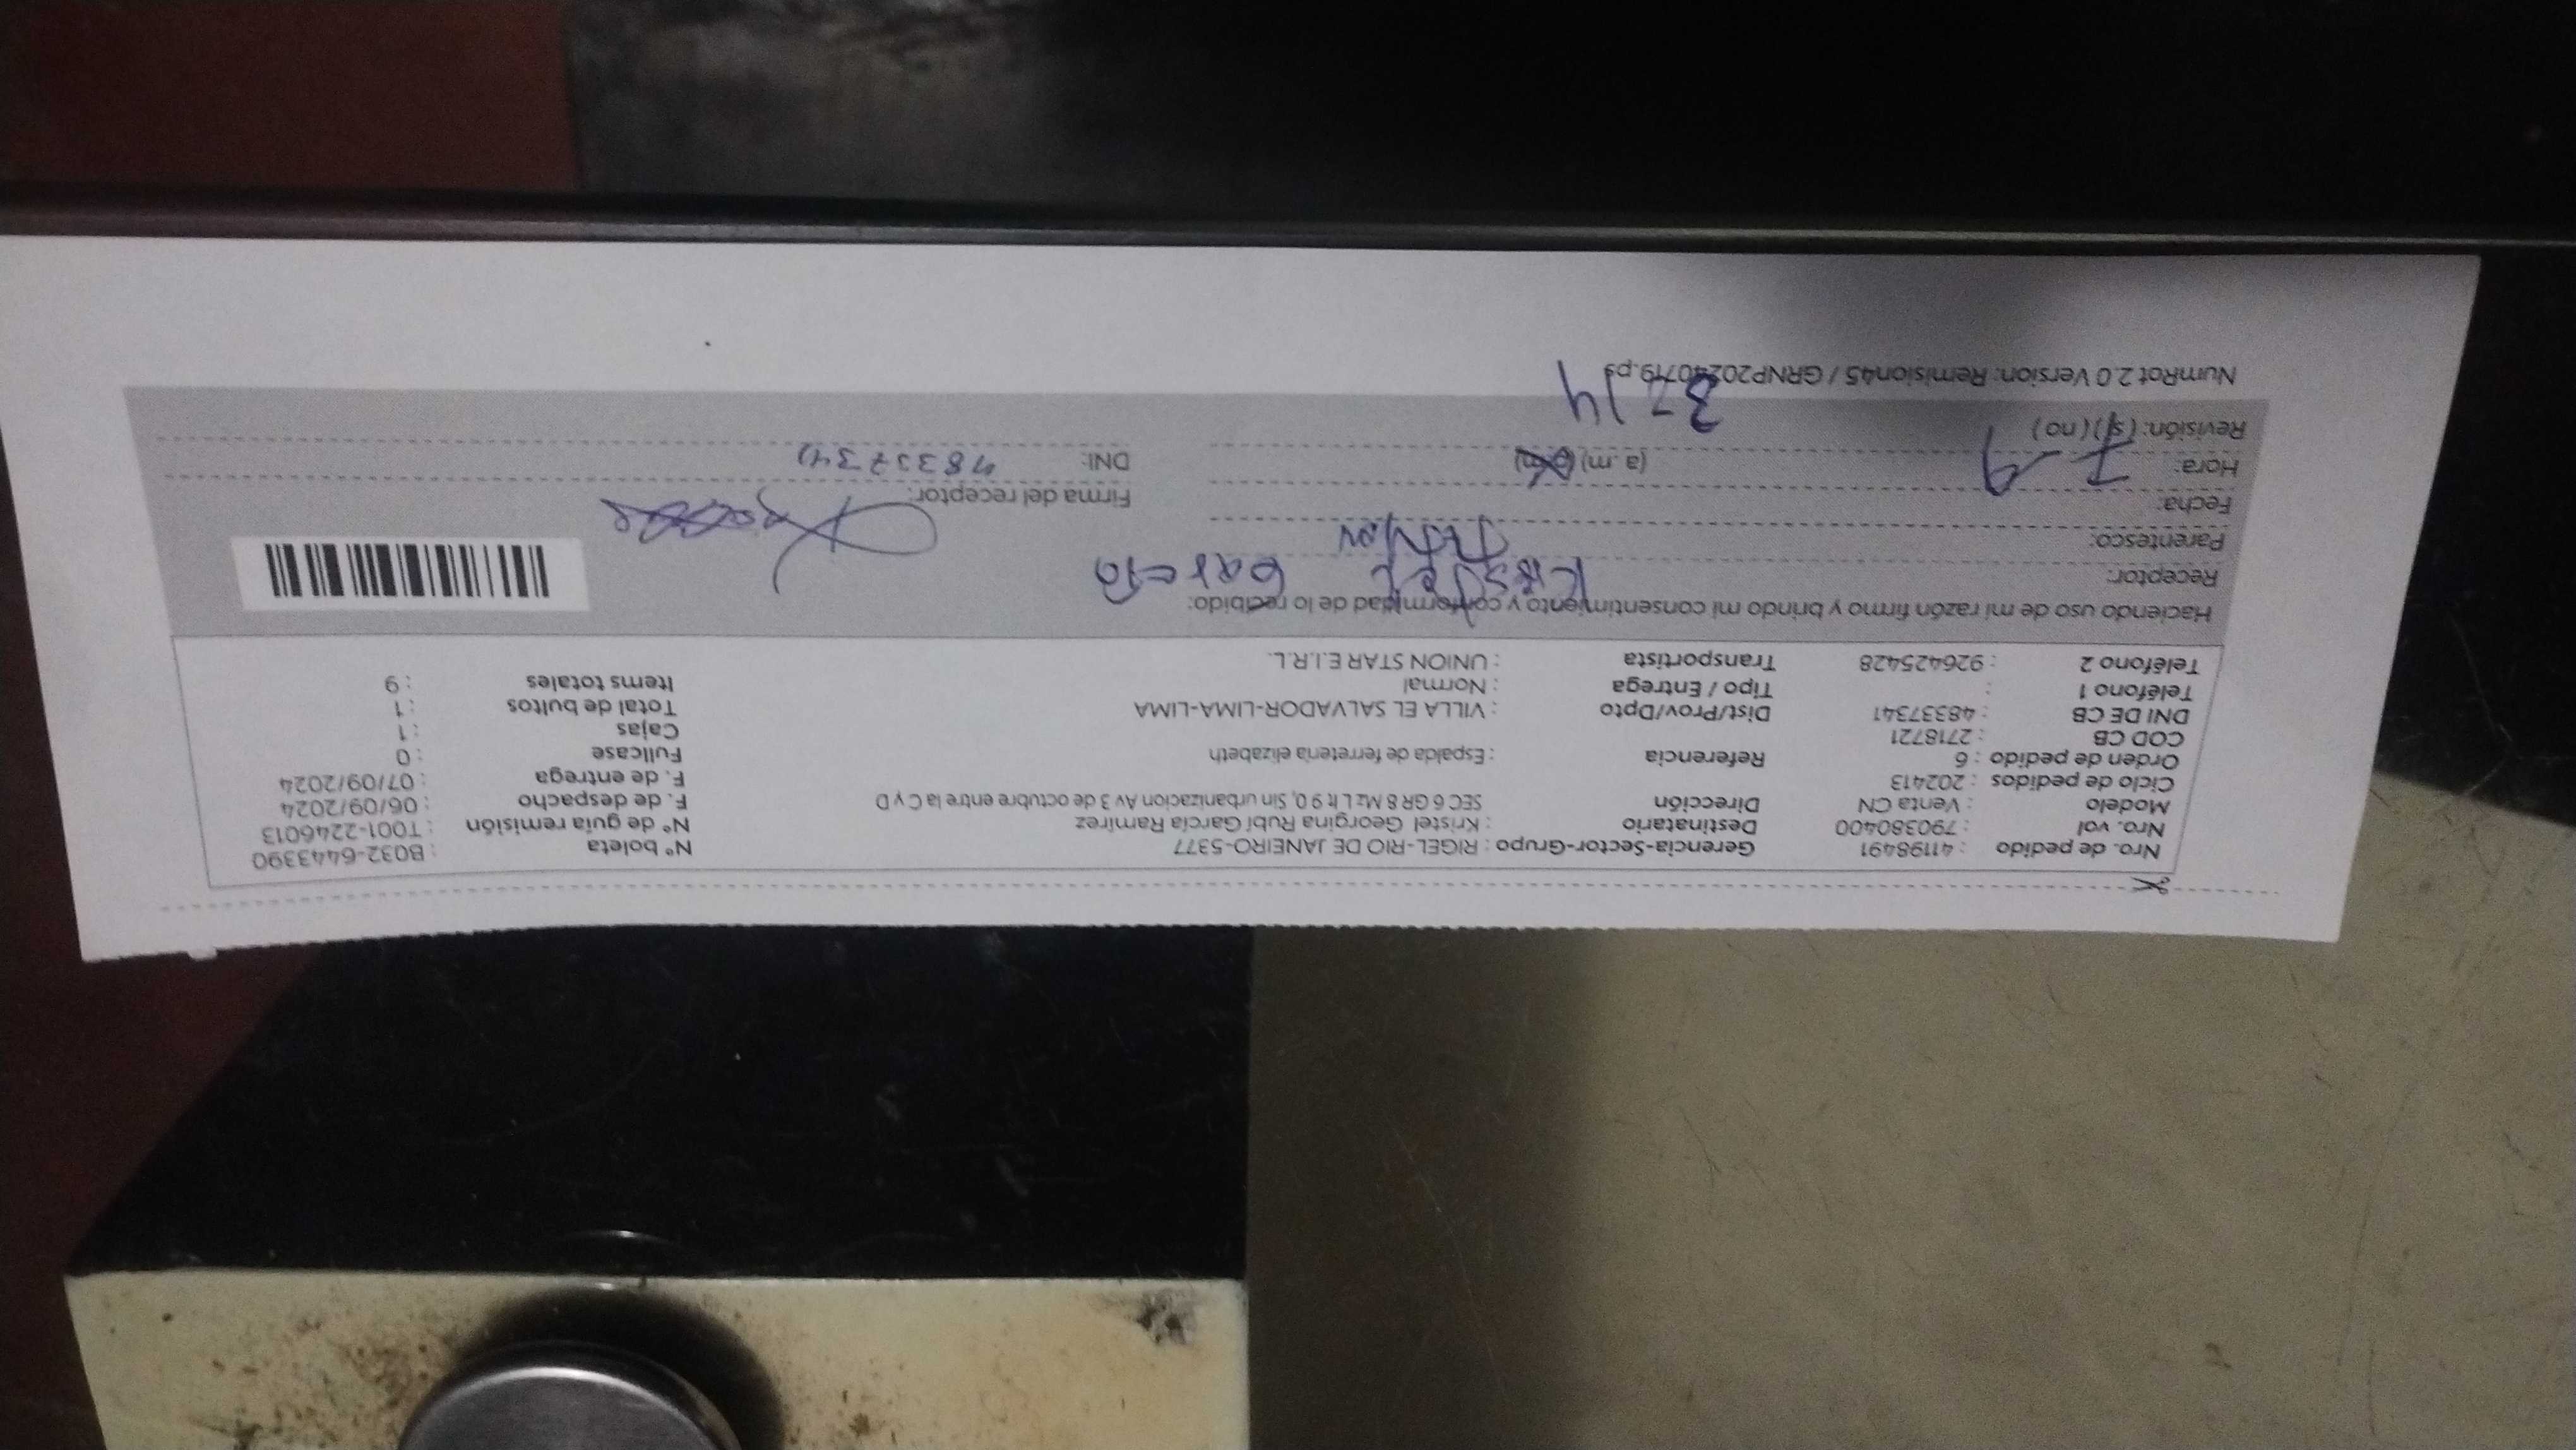 Nro. de pedido : 41198491 Gerencia-Sector-Grupo : RIGEL-RIO DE JANEIRO-5377 N° boleta : B032-6443390
Nro. vol : 790380400 Destinatario : Kristel Georgina Rubí García Ramírez N° de guía remisión : T001-2246013
Modelo : Venta CN Dirección SEC 6 GR 8 Mz L lt 9 0, Sin urbanizacion Av 3 de octubre entre la C y D F. de despacho : 06/09/2024
Ciclo de pedidos : 202413 F. de entrega : 07/09/2024
Orden de pedido : 6 Referencia : Espalda de ferreteria elizabeth Fullcase : 0
COD CB : 2718721 Cajas : 1
DNI DE CB : 48337341 Dist/Prov/Dpto : VILLA EL SALVADOR-LIMA-LIMA Total de bultos : 1
Teléfono 1 : Tipo / Entrega : Normal Items totales : 9
Teléfono 2 : 926425428 Transportista : UNION STAR E.I.R.L.
Haciendo uso de mi razón firmo y brindo mi consentimiento y conformidad de lo recibido:
Receptor: Kristel Garcia
Parentesco: Titular
Fecha: 7-9
Firma del receptor:
Hora: (a.m) (p.m) DNI: 48337341
Revisión: (si) (no) 3714
NumRot 2.0 Version: Remision45 / GRNP20240719.ps